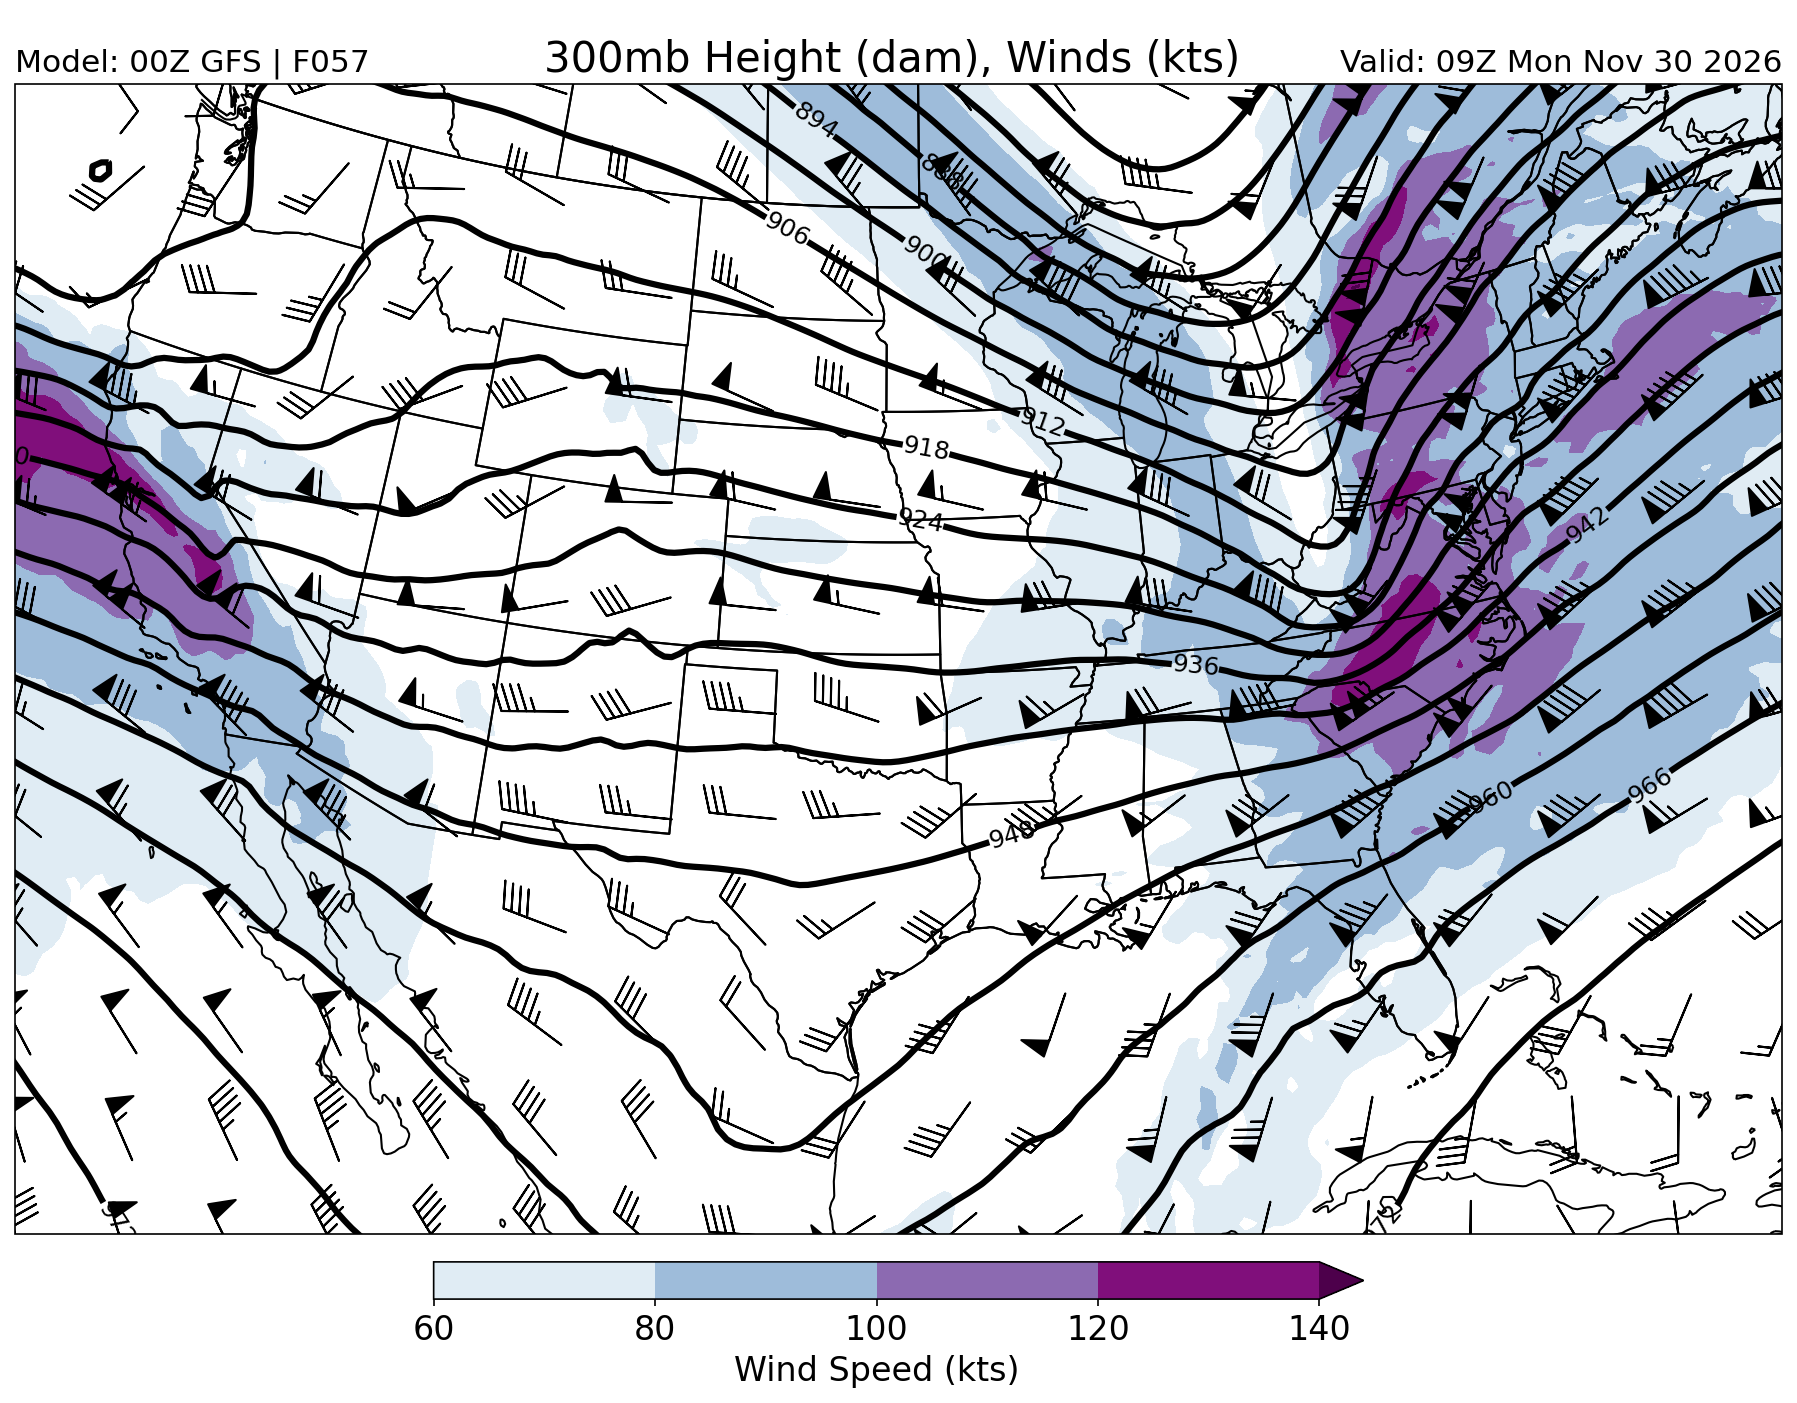 Model: 00Z GFS | F057
300mb Height (dam), Winds (kts)
Valid: 09Z Mon Nov 30 2026
894
888
906
900
912
918
924
942
936
960
966
948
60 80 100 120 140
Wind Speed (kts)